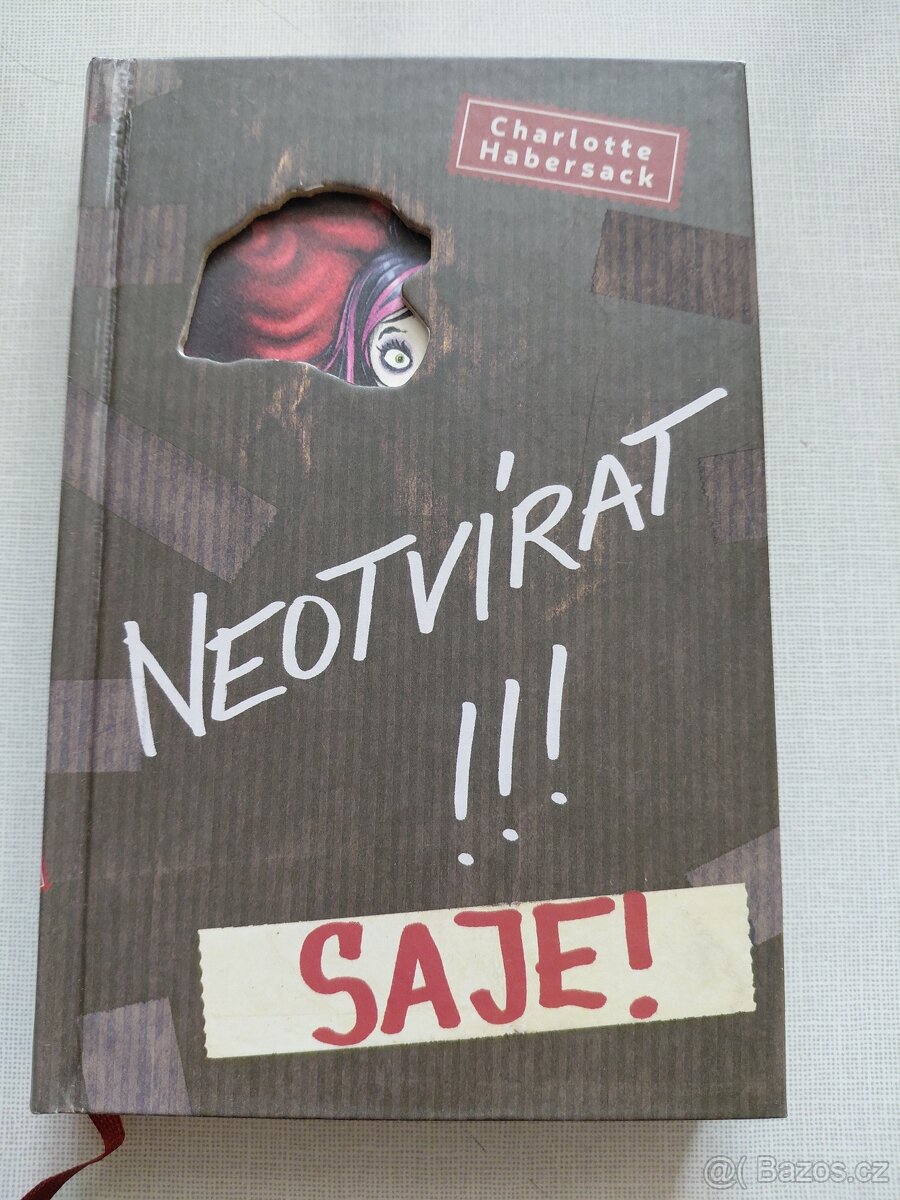 Charlotte
Habersack
NEOTVÍRAT
!!!
SAJE!
@( Bazos.cz